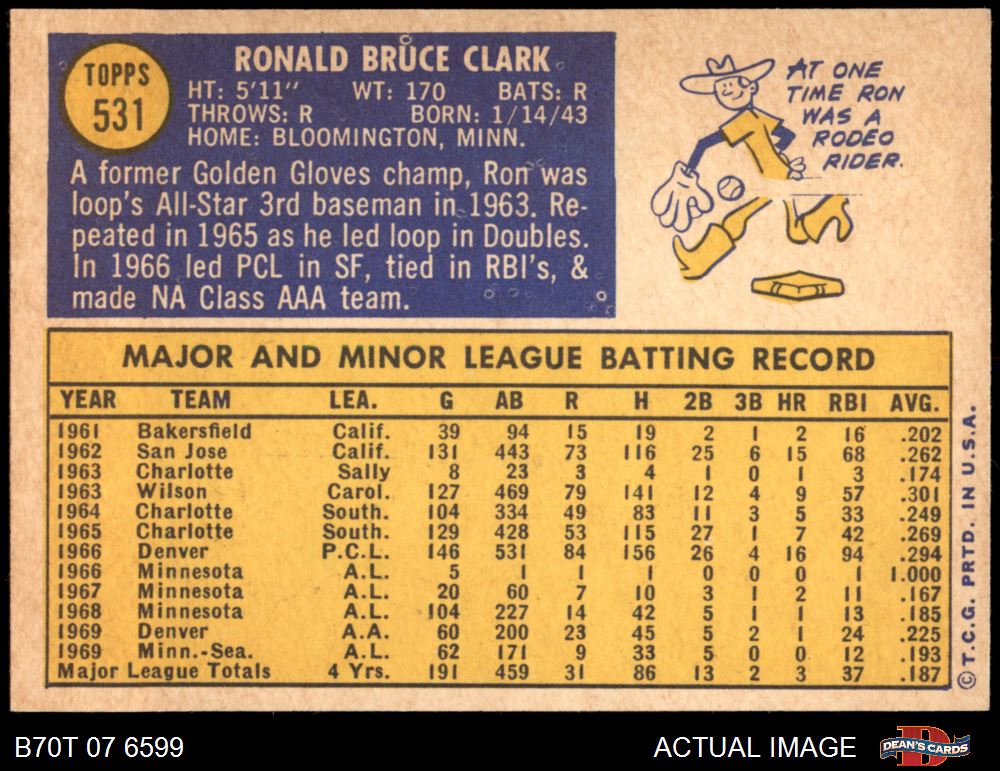 TOPPS
531
RONALD BRUCE CLARK
HT: 5'11" WT: 170 BATS: R
THROWS: R BORN: 1/14/43
HOME: BLOOMINGTON, MINN.
A former Golden Gloves champ, Ron was
loop's All-Star 3rd baseman in 1963. Re-
peated in 1965 as he led loop in Doubles.
In 1966 led PCL in SF, tied in RBI's, &
made NA Class AAA team.
AT ONE
TIME RON
WAS A
RODEO
RIDER.
MAJOR AND MINOR LEAGUE BATTING RECORD
YEAR TEAM LEA. G AB R H 2B 3B HR RBI AVG.
1961 Bakersfield Calif. 39 94 15 19 2 1 2 16 .202
1962 San Jose Calif. 131 443 73 116 25 6 15 68 .262
1963 Charlotte Sally 8 23 3 4 1 0 1 3 .174
1963 Wilson Carol. 127 469 79 141 12 4 9 57 .301
1964 Charlotte South. 104 334 49 83 11 3 5 33 .249
1965 Charlotte South. 129 428 53 115 27 1 7 42 .269
1966 Denver P.C.L. 146 531 84 156 26 4 16 94 .294
1966 Minnesota A.L. 5 1 1 1 0 0 0 1 1.000
1967 Minnesota A.L. 20 60 7 10 3 1 2 11 .167
1968 Minnesota A.L. 104 227 14 42 5 1 1 13 .185
1969 Denver A.A. 60 200 23 45 5 2 1 24 .225
1969 Minn.-Sea. A.L. 62 171 9 33 5 0 0 12 .193
Major League Totals 4 Yrs. 191 459 31 86 13 2 3 37 .187
© T.C.G. PRTD. IN U.S.A.
B70T 07 6599
ACTUAL IMAGE
DEAN'S CARDS